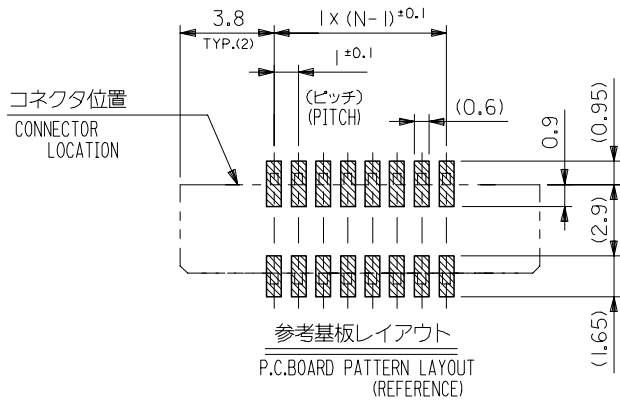 3.8
TYP.(2)
1×(N-1)±0.1
1±0.1
(ピッチ)
(PITCH)
(0.6)
0.9
(0.95)
コネクタ位置
CONNECTOR
LOCATION
(2.9)
(1.65)
参考基板レイアウト
P.C.BOARD PATTERN LAYOUT
(REFERENCE)